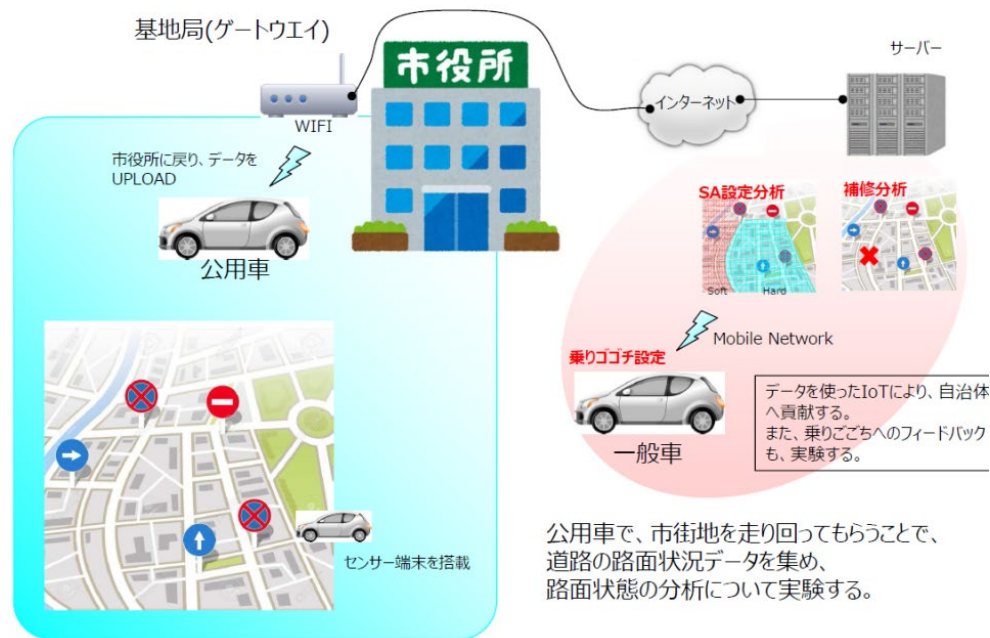 基地局(ゲートウエイ)
市役所
サーバー
インターネット
WIFI
市役所に戻り、データを
UPLOAD
公用車
SA設定分析
補修分析
Soft
Hard
Mobile Network
乗りゴゴチ設定
一般車
データを使ったIoTにより、自治体
へ貢献する。
また、乗りごごちへのフィードバック
も、実験する。
センサー端末を搭載
公用車で、市街地を走り回ってもらうことで、
道路の路面状況データを集め、
路面状態の分析について実験する。